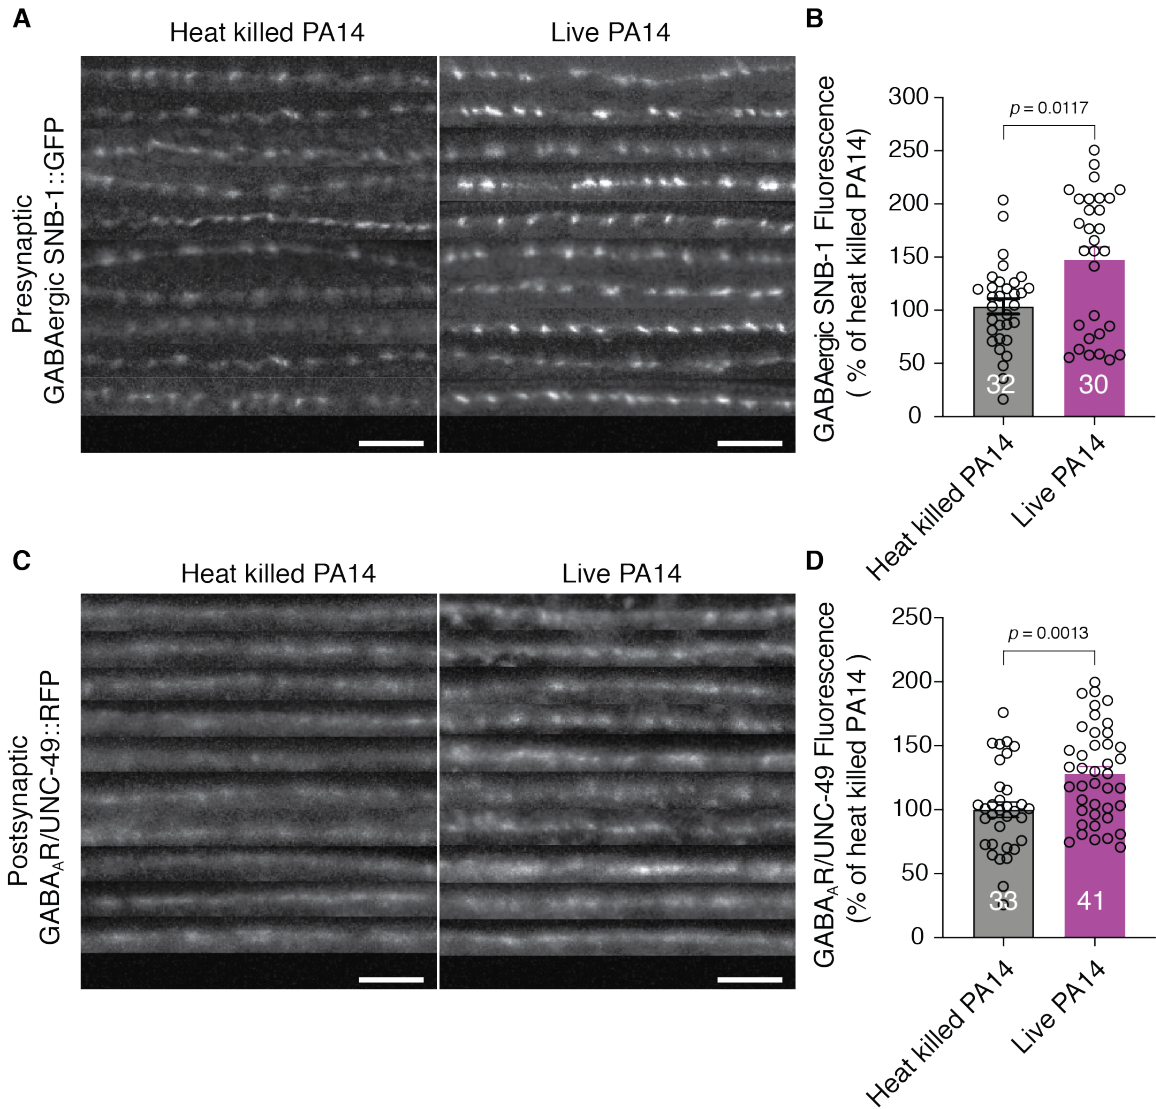 A
Heat killed PA14
Live PA14
Presynaptic
GABAergic SNB-1::GFP
B
GABAergic SNB-1 Fluorescence
( % of heat killed PA14)
300
250
200
150
100
50
0
p = 0.0117
32
30
Heat killed PA14
Live PA14
C
Heat killed PA14
Live PA14
Postsynaptic
GABAAR/UNC-49::RFP
D
GABAAR/UNC-49 Fluorescence
(% of heat killed PA14 )
250
200
150
100
50
0
p = 0.0013
33
41
Heat killed PA14
Live PA14